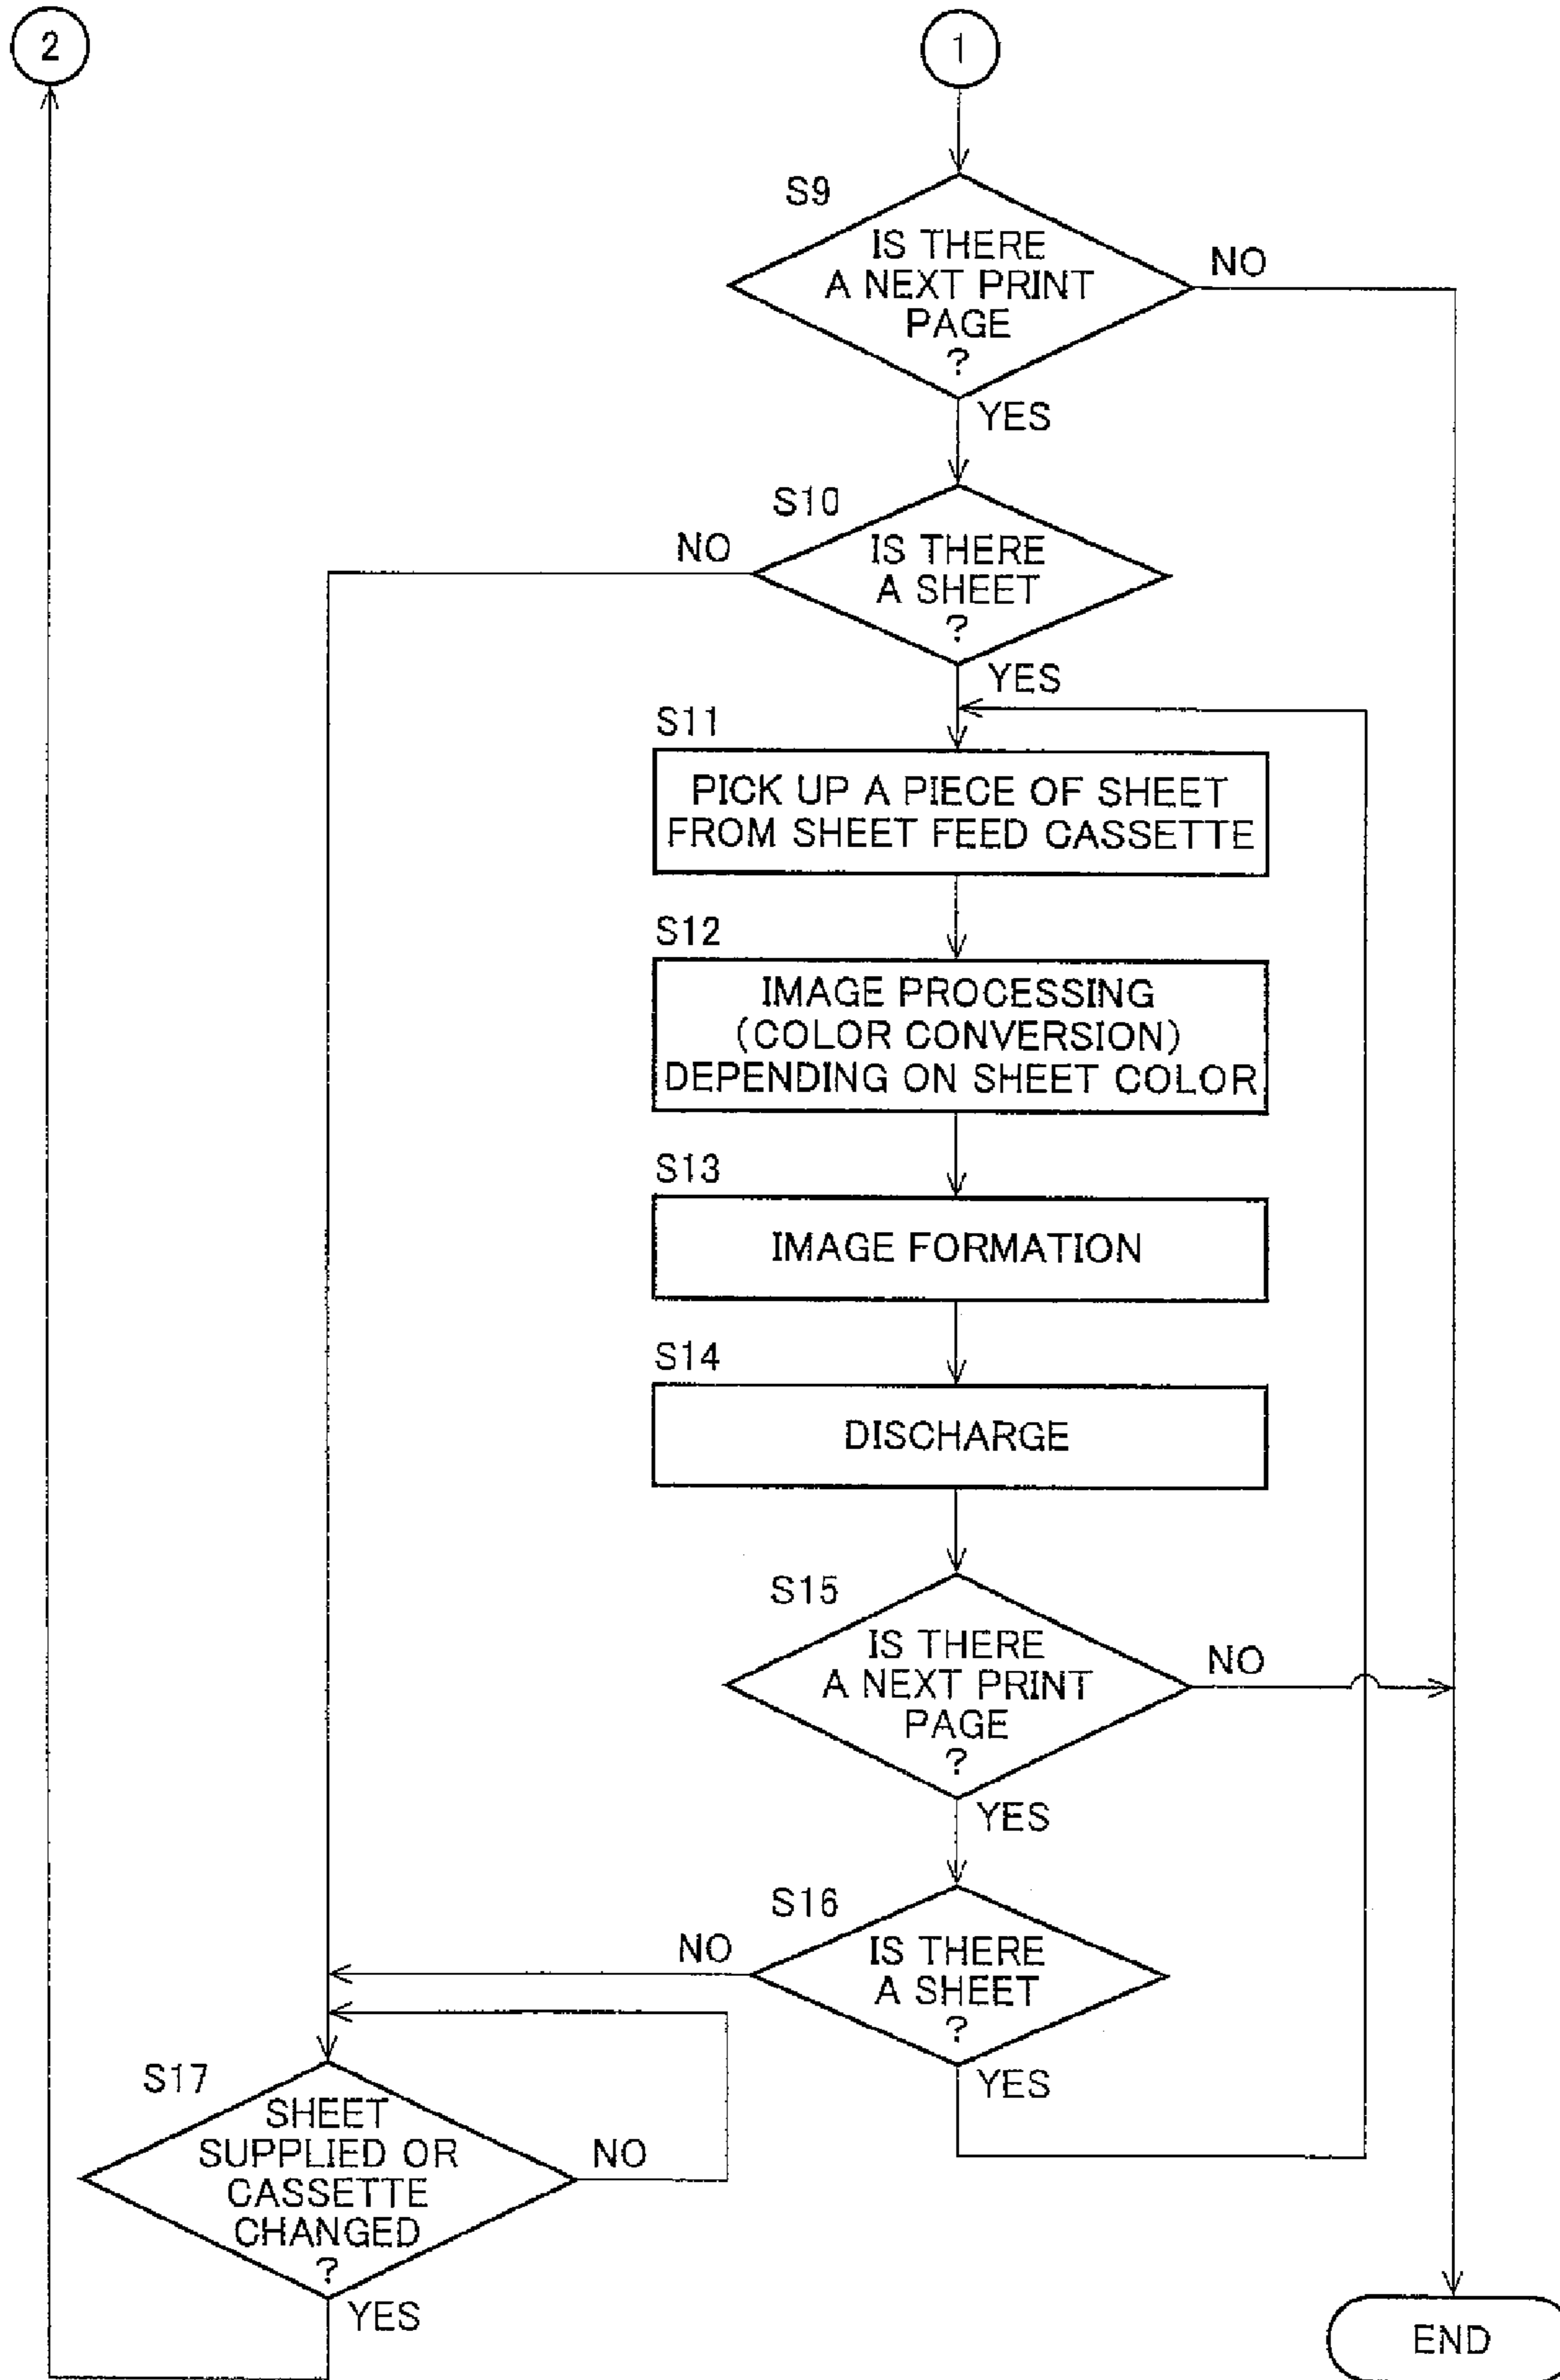 2
1
S9
IS THERE
A NEXT PRINT
PAGE
?
NO
YES
S10
NO
IS THERE
A SHEET
?
YES
S11
PICK UP A PIECE OF SHEET
FROM SHEET FEED CASSETTE
S12
IMAGE PROCESSING
(COLOR CONVERSION)
DEPENDING ON SHEET COLOR
S13
IMAGE FORMATION
S14
DISCHARGE
S15
IS THERE
A NEXT PRINT
PAGE
?
NO
YES
S16
NO
IS THERE
A SHEET
?
YES
S17
SHEET
SUPPLIED OR
CASSETTE
CHANGED
?
NO
YES
END